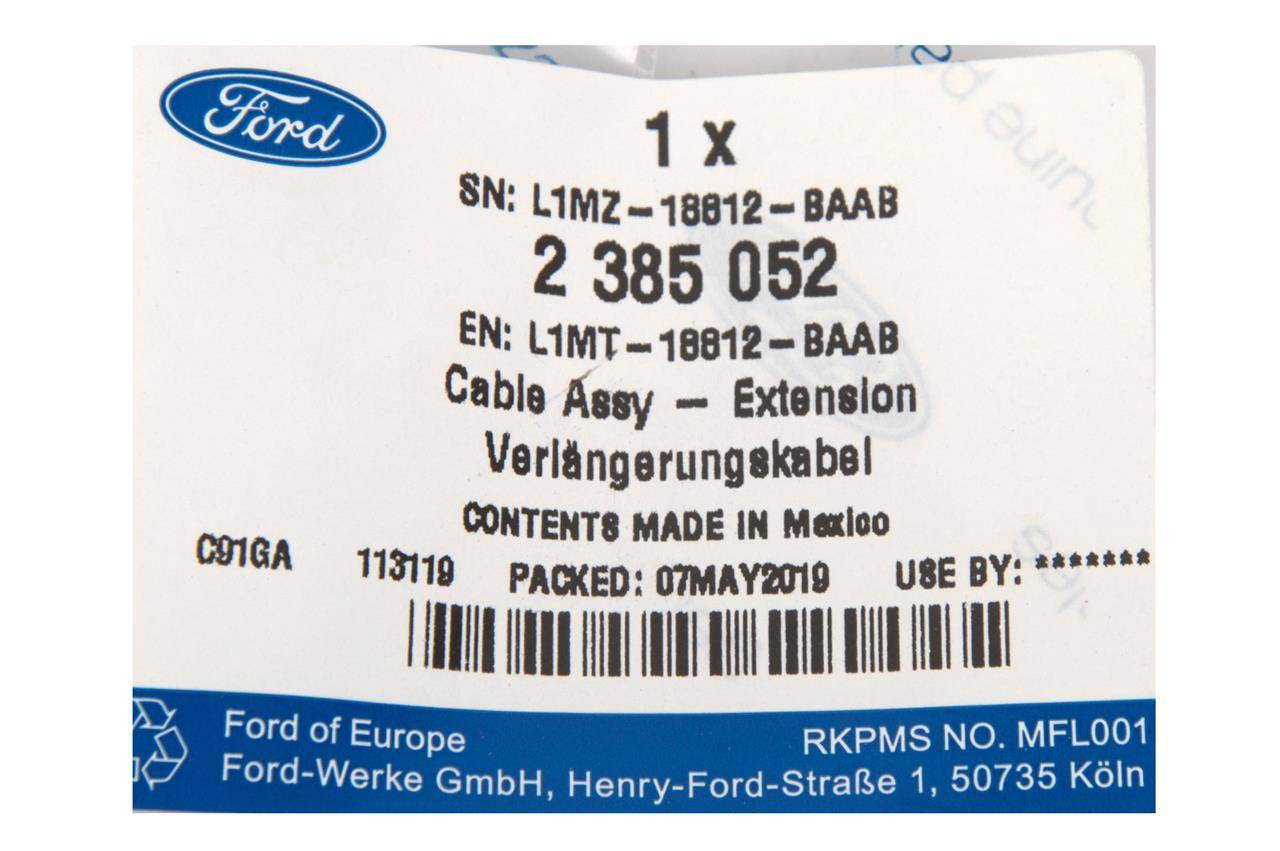 Ford
1 x
SN: L1MZ-18812-BAAB
2 385 052
EN: L1MT-18812-BAAB
Cable Assy - Extension
Verlängerungskabel
CONTENTS MADE IN Mexico
C91GA 113119 PACKED: 07MAY2019 USE BY: *******
Ford of Europe RKPMS NO. MFL001
Ford-Werke GmbH, Henry-Ford-Straße 1, 50735 Köln